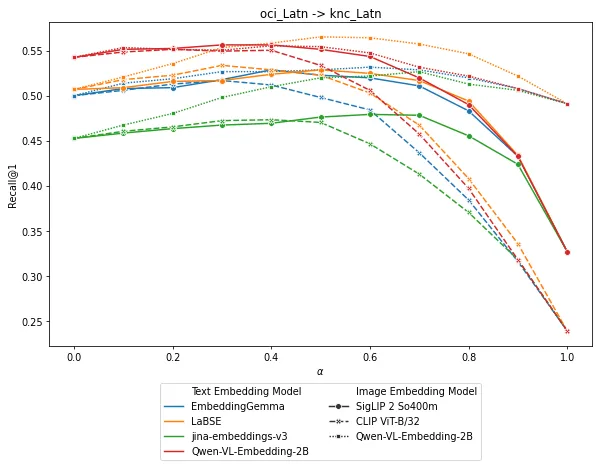 oci_Latn -> knc_Latn
Recall@1
0.55
0.50
0.45
0.40
0.35
0.30
0.25
0.0 0.2 0.4 0.6 0.8 1.0
α
Text Embedding Model Image Embedding Model
EmbeddingGemma SigLIP 2 So400m
LaBSE CLIP ViT-B/32
jina-embeddings-v3 Qwen-VL-Embedding-2B
Qwen-VL-Embedding-2B